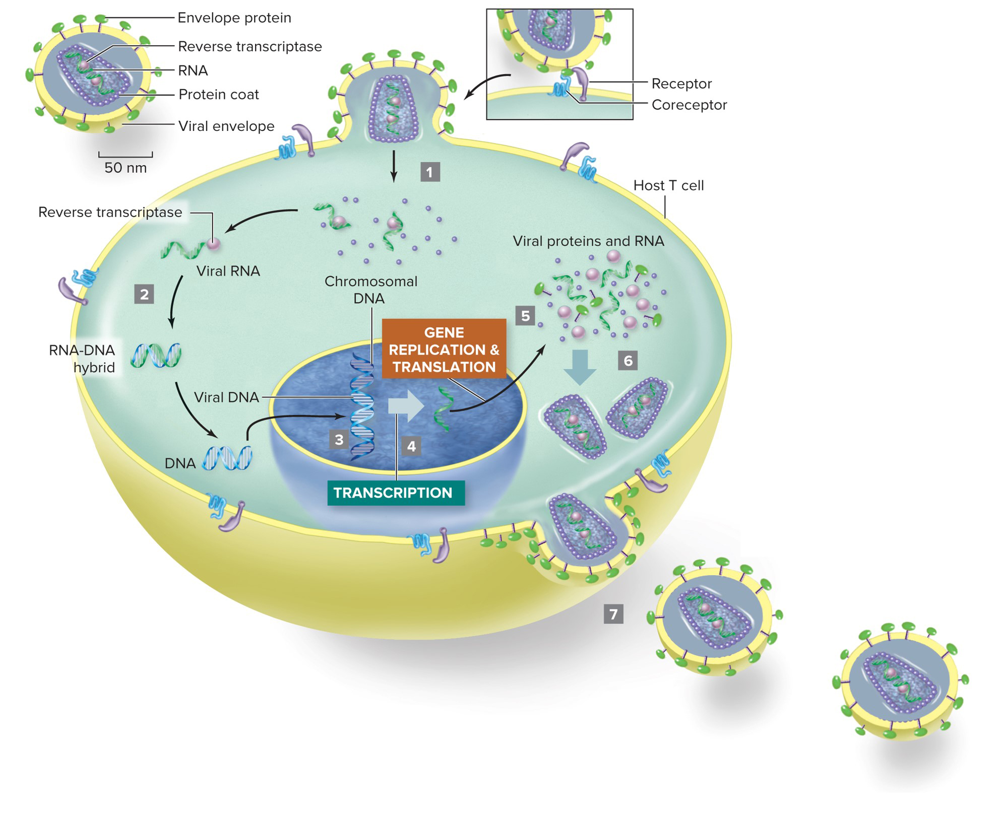 Envelope protein
Reverse transcriptase
RNA
Protein coat
Viral envelope
50 nm
Receptor
Coreceptor
1
Host T cell
Reverse transcriptase
Viral RNA
2
Viral proteins and RNA
Chromosomal
DNA
5
GENE
REPLICATION &
TRANSLATION
RNA-DNA
hybrid
6
Viral DNA
3
4
DNA
TRANSCRIPTION
7